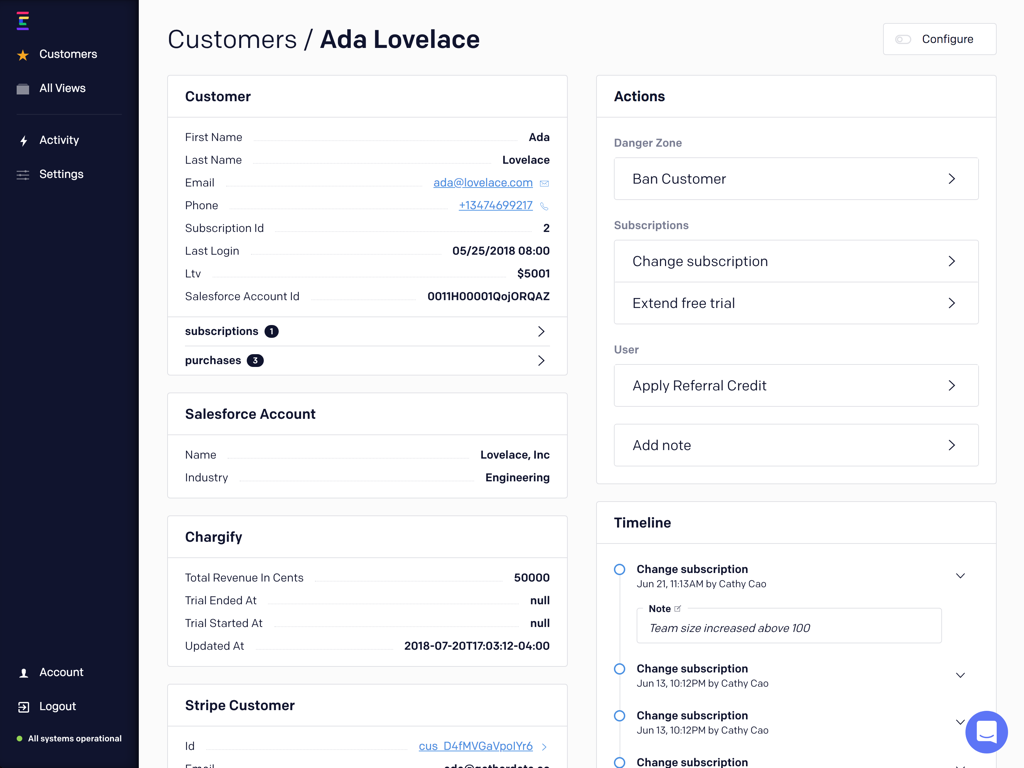 Customers
All Views
Activity
Settings
Account
Logout
All systems operational
Customers / Ada Lovelace
Configure
Customer
First Name Ada
Last Name Lovelace
Email ada@lovelace.com
Phone +13474699217
Subscription Id 2
Last Login 05/25/2018 08:00
Ltv $5001
Salesforce Account Id 0011H00001QojORQAZ
subscriptions 1
purchases 3
Salesforce Account
Name Lovelace, Inc
Industry Engineering
Chargify
Total Revenue In Cents 50000
Trial Ended At null
Trial Started At null
Updated At 2018-07-20T17:03:12-04:00
Stripe Customer
Id cus_D4fMVGaVpolYr6
Actions
Danger Zone
Ban Customer
Subscriptions
Change subscription
Extend free trial
User
Apply Referral Credit
Add note
Timeline
Change subscription
Jun 21, 11:13AM by Cathy Cao
Note
Team size increased above 100
Change subscription
Jun 13, 10:12PM by Cathy Cao
Change subscription
Jun 13, 10:12PM by Cathy Cao
Change subscription